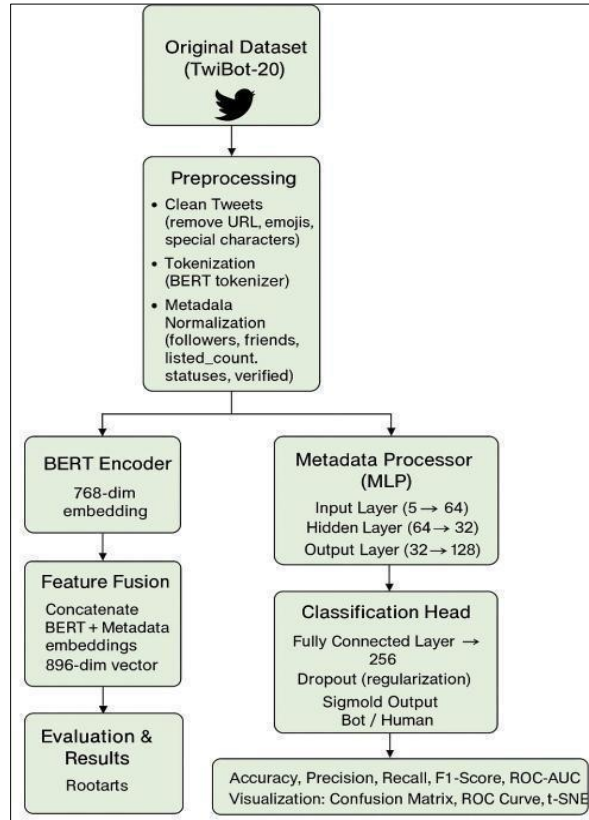 Original Dataset
(TwiBot-20)
Preprocessing
• Clean Tweets
(remove URL, emojis,
special characters)
• Tokenization
(BERT tokenizer)
• Metadala
Normalization
(followers, friends,
listed_count.
statuses, verified)
BERT Encoder
768-dim
embedding
Feature Fusion
Concatenate
BERT + Metadata
embeddings
896-dim vector
Evaluation &
Results
Rootarts
Metadata Processor
(MLP)
Input Layer (5 → 64)
Hidden Layer (64 → 32)
Output Layer (32 → 128)
Classification Head
Fully Connected Layer →
256
Dropout (regularization)
Sigmold Output
Bot / Human
Accuracy, Precision, Recall, F1-Score, ROC-AUC
Visualization: Confusion Matrix, ROC Curve, t-SNE